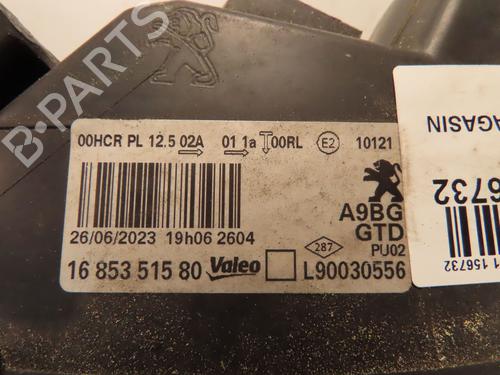 B-Parts
00HCR PL 12.5 02A 01 1a 00RL E2 10121
A9BG
GTD
PU02
26/06/2023 19h06 2604
287
16 853 515 80 Valeo L90030556
AGASIN
6732
1 156732